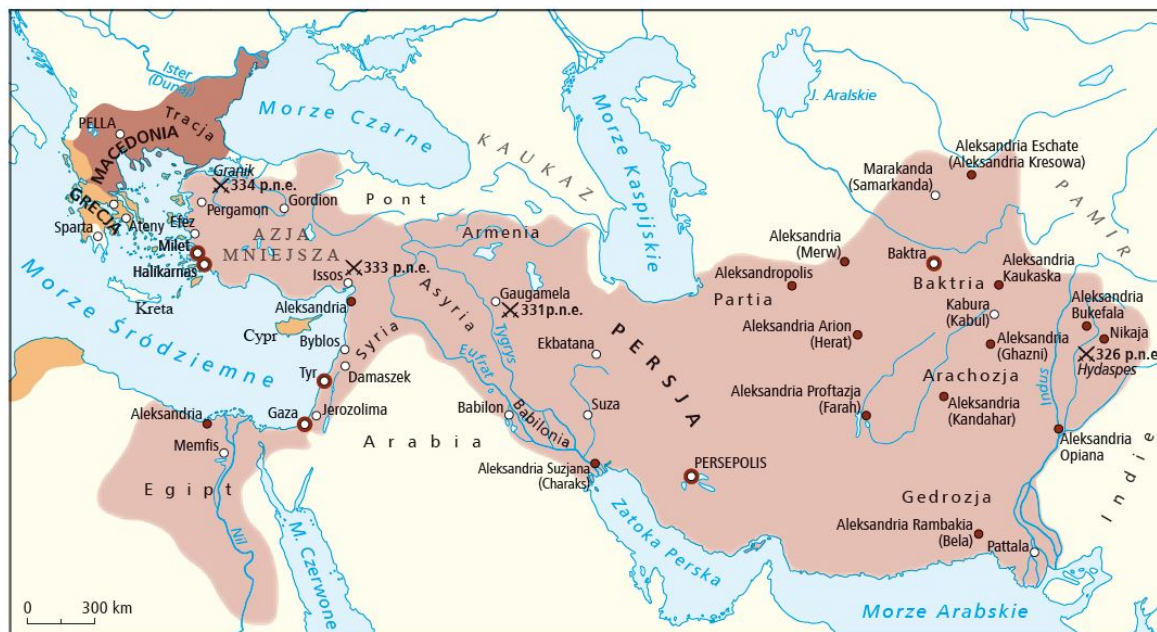 Ister
(Dunaj)
Morze Czarne
Morze Kaspijskie
J. Aralskie
KAUKAZ
PAMIR
PELLA
MACEDONIA
Tracja
GRECJA
Granik
334 p.n.e.
Pergamon
Gordion
Pont
Sparta
Ateny
Efez
Milet
Halikarnas
AZJA
MNIEJSZA
Armenia
Issos
333 p.n.e.
Aleksandria
Kreta
Cypr
Morze Śródziemne
Byblos
Syria
Asyria
Gaugamela
331p.n.e.
Tygrys
Eufrat
Ekbatana
PERSJA
Tyr
Damaszek
Gaza
Jerozolima
Aleksandria
Memfis
Egipt
Nil
M. Czerwone
Arabia
Babilon
Babilonia
Suza
Aleksandria Suzjana
(Charaks)
PERSEPOLIS
Zatoka Perska
Marakanda
(Samarkanda)
Aleksandria Eschate
(Aleksandria Kresowa)
Aleksandria
(Merw)
Aleksandropolis
Partia
Baktra
Baktria
Aleksandria
Kaukaska
Kabura
(Kabul)
Aleksandria
Bukefala
Nikaja
326 p.n.e.
Hydaspes
Aleksandria Arion
(Herat)
Aleksandria
(Ghazni)
Arachozja
Indus
Aleksandria Proftazja
(Farah)
Aleksandria
(Kandahar)
Aleksandria
Opiana
Indie
Gedrozja
Aleksandria Rambakia
(Bela)
Pattala
Morze Arabskie
0 300 km